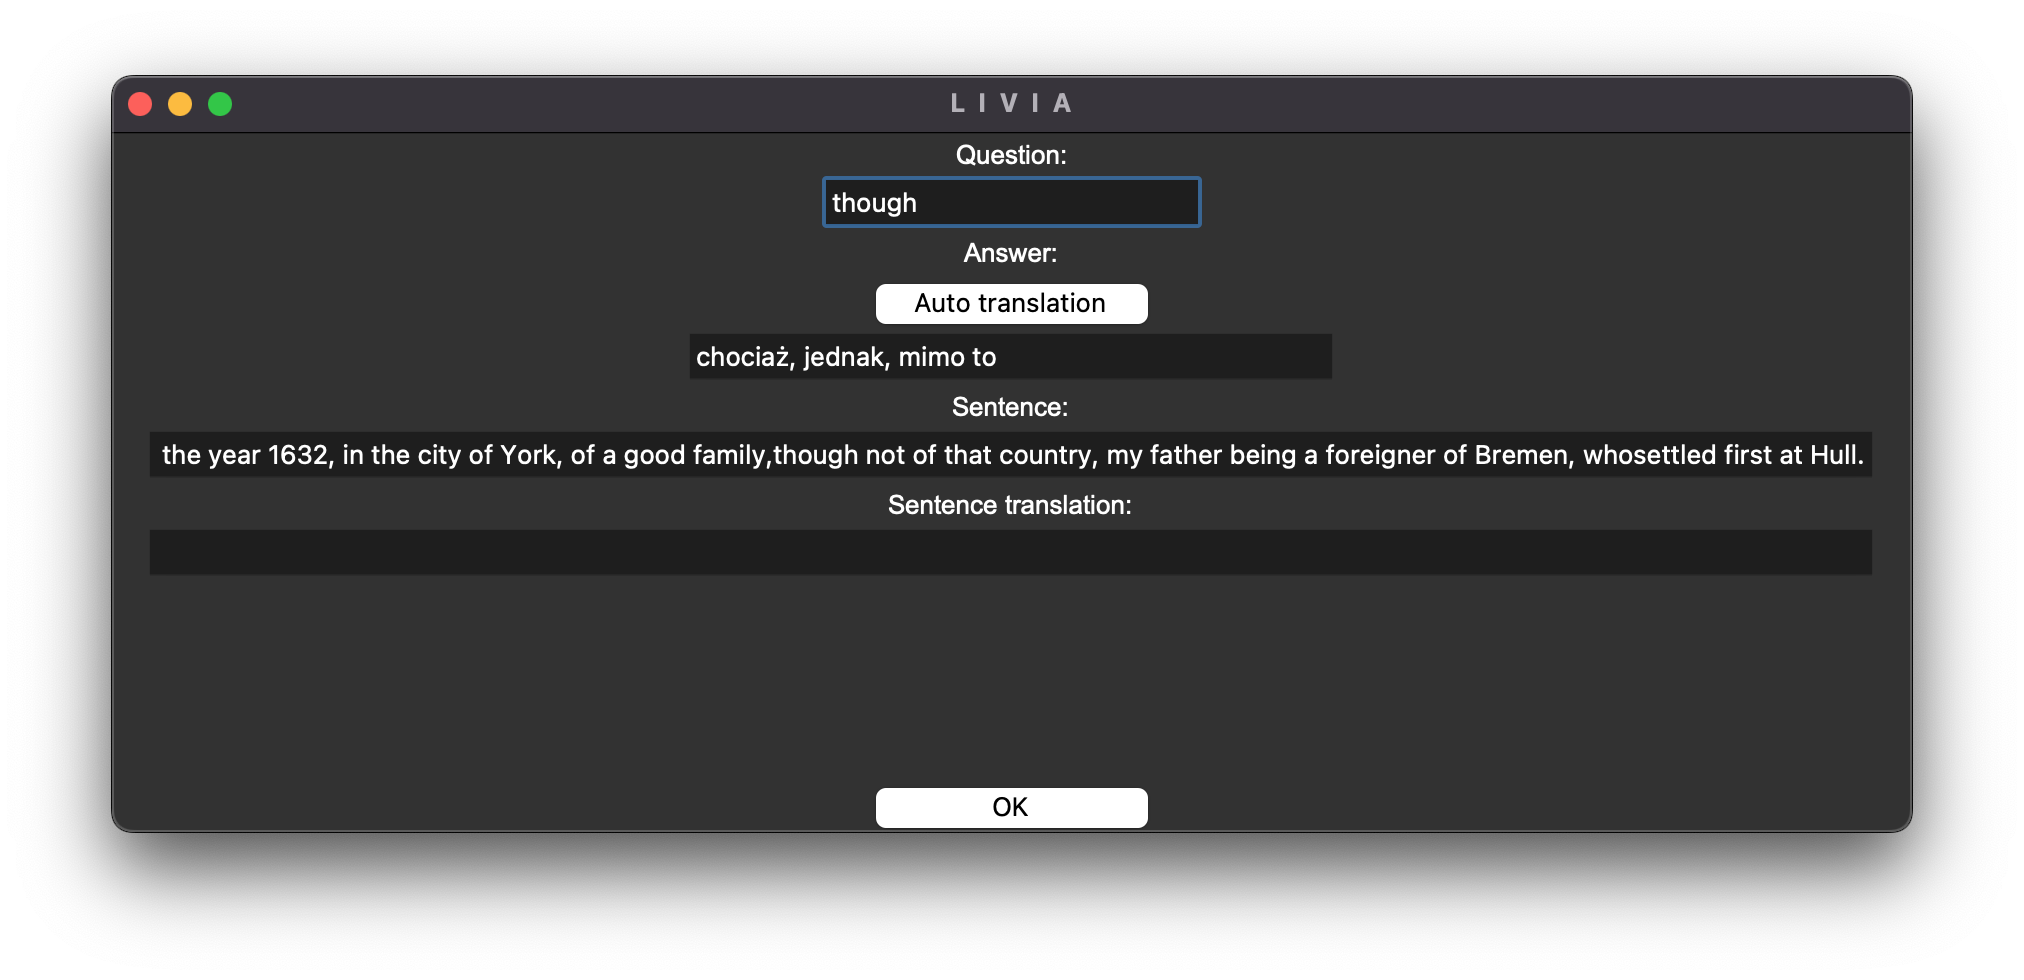 L I V I A
Question:
though
Answer:
Auto translation
chociaż, jednak, mimo to
Sentence:
the year 1632, in the city of York, of a good family,though not of that country, my father being a foreigner of Bremen, whosettled first at Hull.
Sentence translation:
OK